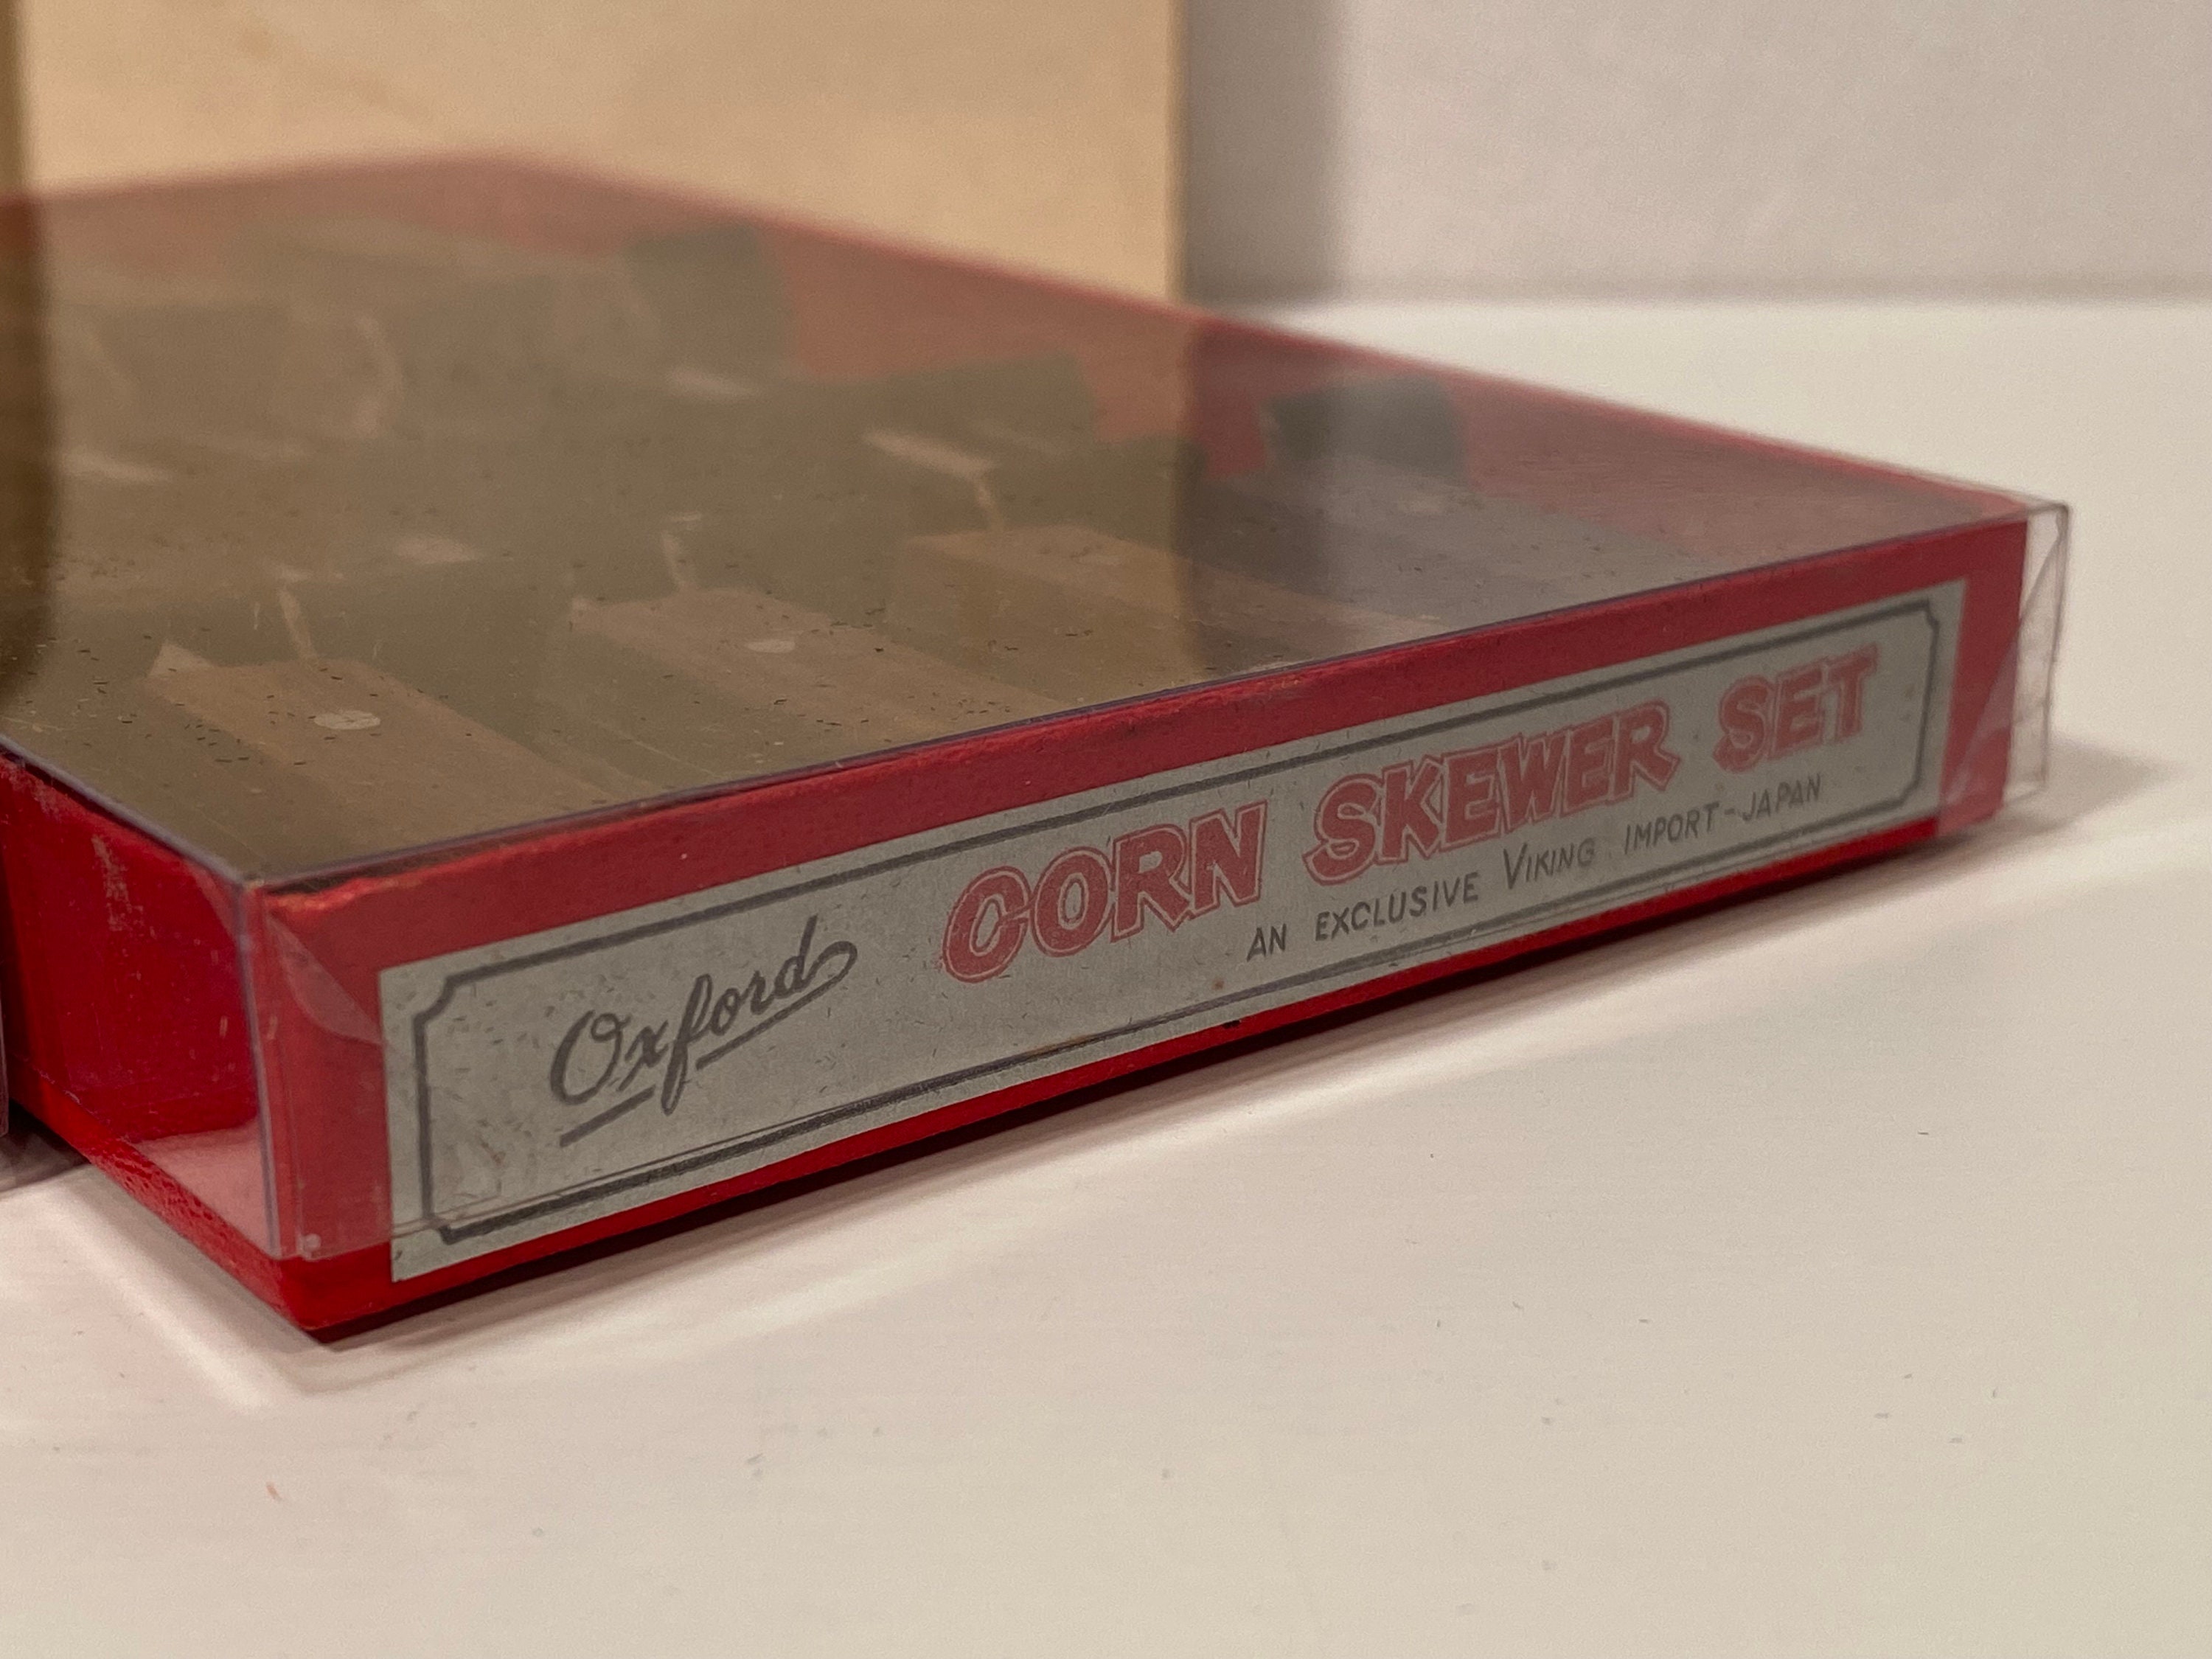 Oxford CORN SKEWER SET
AN EXCLUSIVE VIKING IMPORT-JAPAN